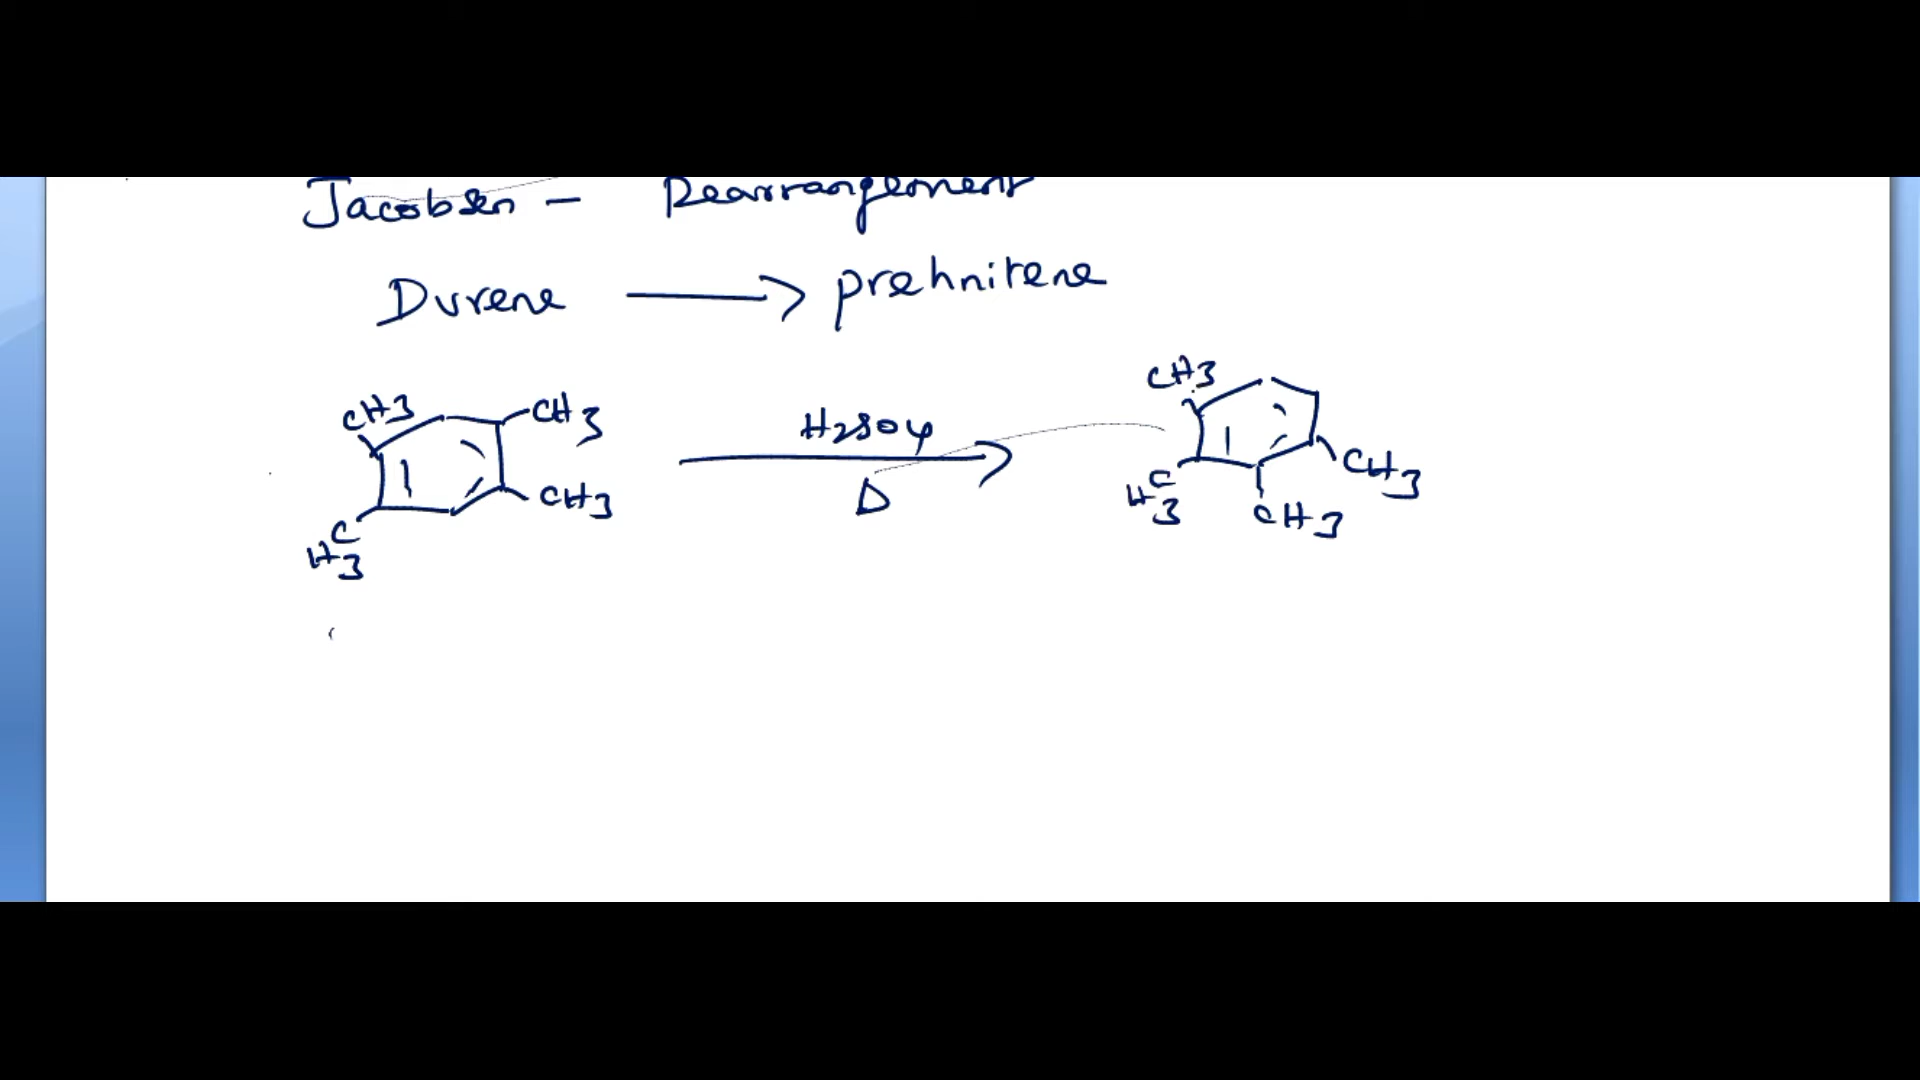 Jacobsen - Rearrangement
Durene → prehnitene
CH3 CH3 H2SO4 CH3
H3C CH3 Δ H3C CH3 CH3